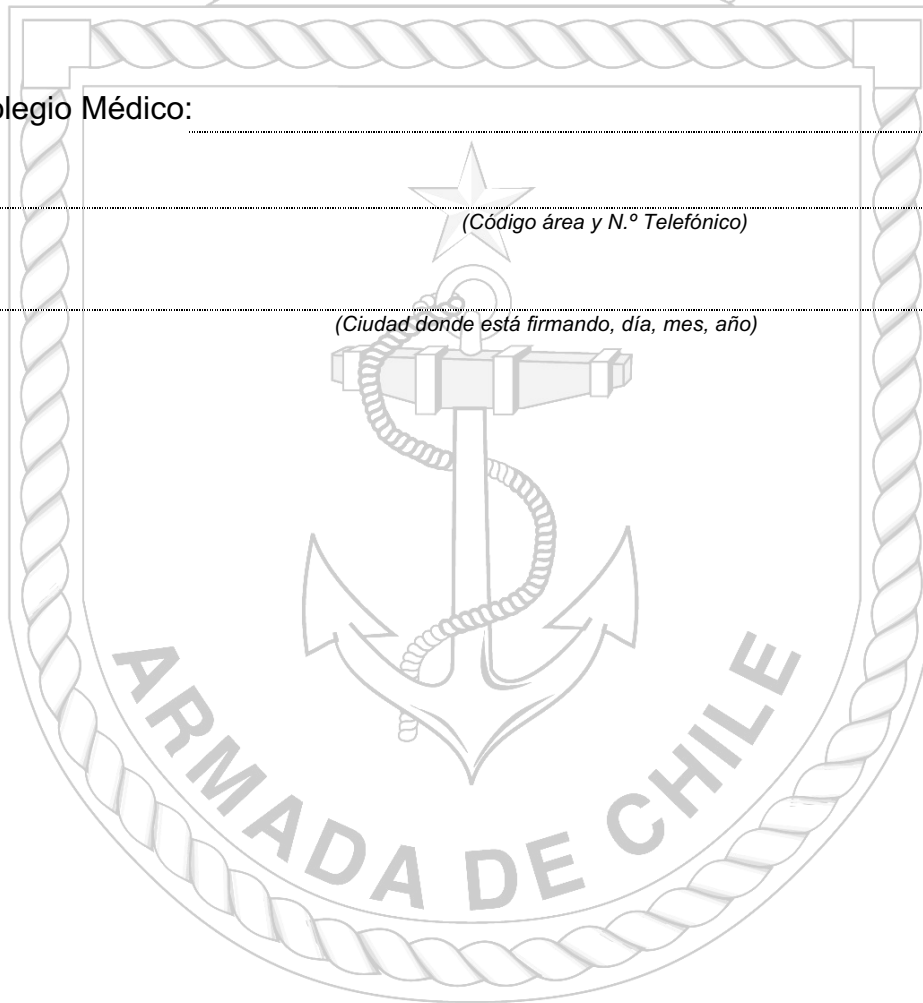 olegio Médico:
(Código área y N.º Telefónico)
(Ciudad donde está firmando, día, mes, año)
ARMADA DE CHILE